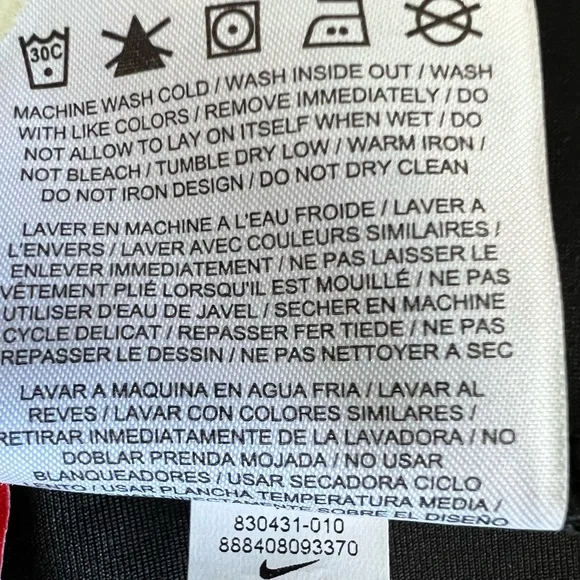 30C
MACHINE WASH COLD / WASH INSIDE OUT / WASH
WITH LIKE COLORS / REMOVE IMMEDIATELY / DO
NOT ALLOW TO LAY ON ITSELF WHEN WET / DO
NOT BLEACH / TUMBLE DRY LOW / WARM IRON /
DO NOT IRON DESIGN / DO NOT DRY CLEAN
LAVER EN MACHINE A L'EAU FROIDE / LAVER A
L'ENVERS / LAVER AVEC COULEURS SIMILAIRES /
ENLEVER IMMEDIATEMENT / NE PAS LAISSER LE
VÊTEMENT PLIÉ LORSQU'IL EST MOUILLÉ / NE PAS
UTILISER D'EAU DE JAVEL / SECHER EN MACHINE
CYCLE DELICAT / REPASSER FER TIEDE / NE PAS
REPASSER LE DESSIN / NE PAS NETTOYER A SEC
LAVAR A MAQUINA EN AGUA FRIA / LAVAR AL
REVES / LAVAR CON COLORES SIMILARES /
RETIRAR INMEDIATAMENTE DE LA LAVADORA / NO
DOBLAR PRENDA MOJADA / NO USAR
BLANQUEADORES / USAR SECADORA CICLO
/ USAR PLANCHA TEMPERATURA MEDIA /
SOBRE EL DISEÑO
830431-010
888408093370